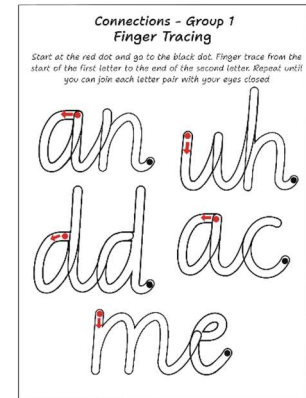 Connections - Group 1
Finger Tracing
Start at the red dot and go to the black dot. Finger trace from the
start of the first letter to the end of the second letter. Repeat until
you can join each letter pair with your eyes closed
an
wh
dd
ac
me